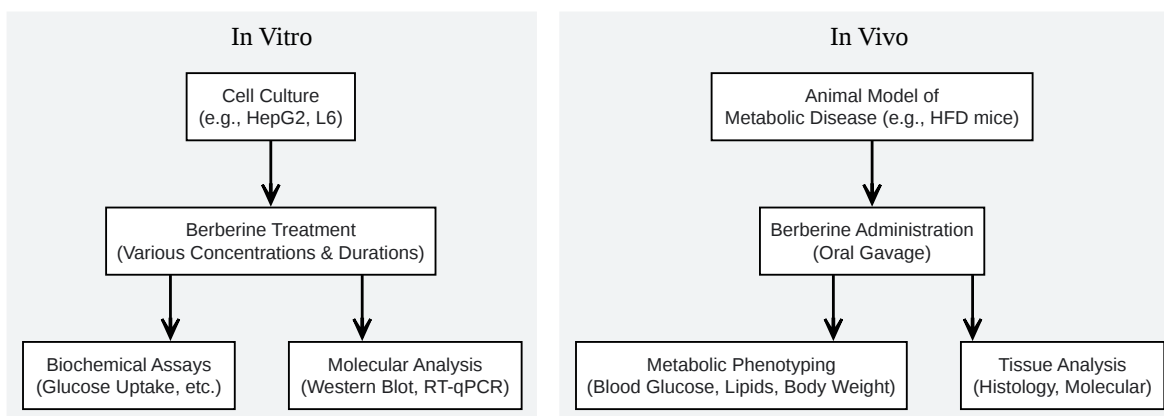 In Vitro
Cell Culture
(e.g., HepG2, L6)
Berberine Treatment
(Various Concentrations & Durations)
Biochemical Assays
(Glucose Uptake, etc.)
Molecular Analysis
(Western Blot, RT-qPCR)
In Vivo
Animal Model of
Metabolic Disease (e.g., HFD mice)
Berberine Administration
(Oral Gavage)
Metabolic Phenotyping
(Blood Glucose, Lipids, Body Weight)
Tissue Analysis
(Histology, Molecular)